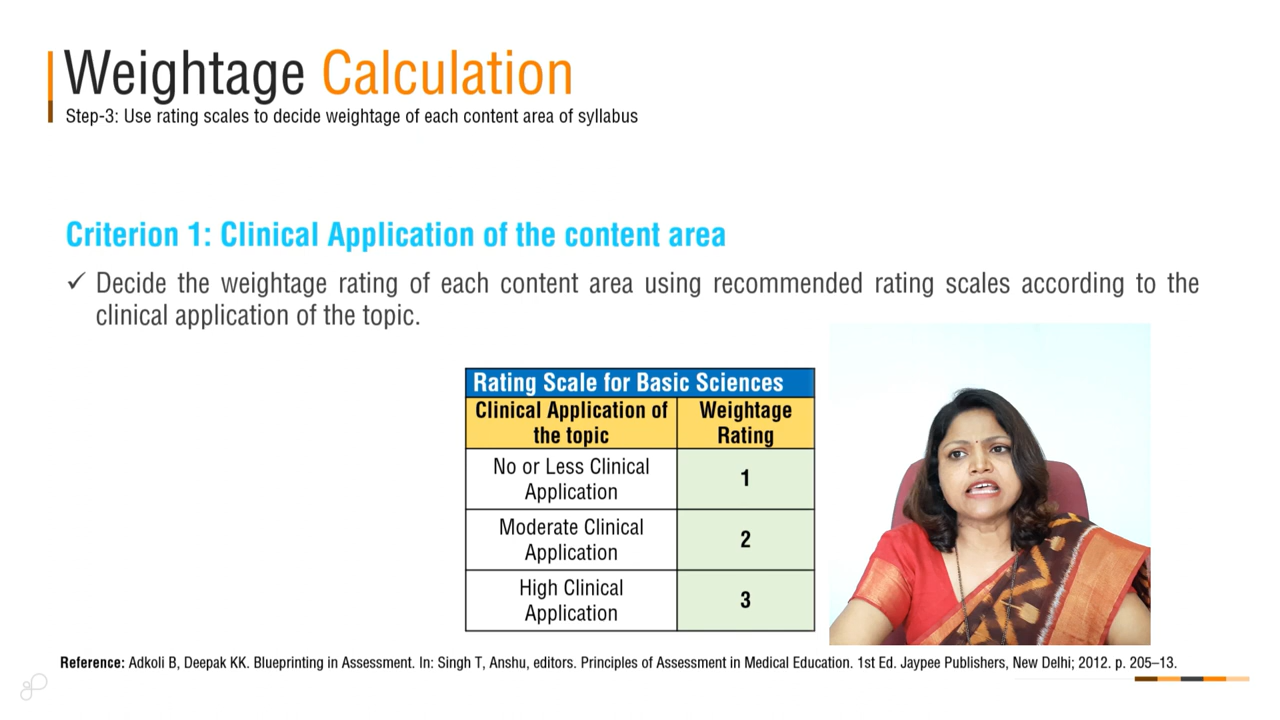 Weightage Calculation
Step-3: Use rating scales to decide weightage of each content area of syllabus
Criterion 1: Clinical Application of the content area
✓ Decide the weightage rating of each content area using recommended rating scales according to the
clinical application of the topic.
Rating Scale for Basic Sciences
Clinical Application of
the topic
Weightage
Rating
No or Less Clinical
Application
1
Moderate Clinical
Application
2
High Clinical
Application
3
Reference: Adkoli B, Deepak KK. Blueprinting in Assessment. In: Singh T, Anshu, editors. Principles of Assessment in Medical Education. 1st Ed. Jaypee Publishers, New Delhi; 2012. p. 205–13.